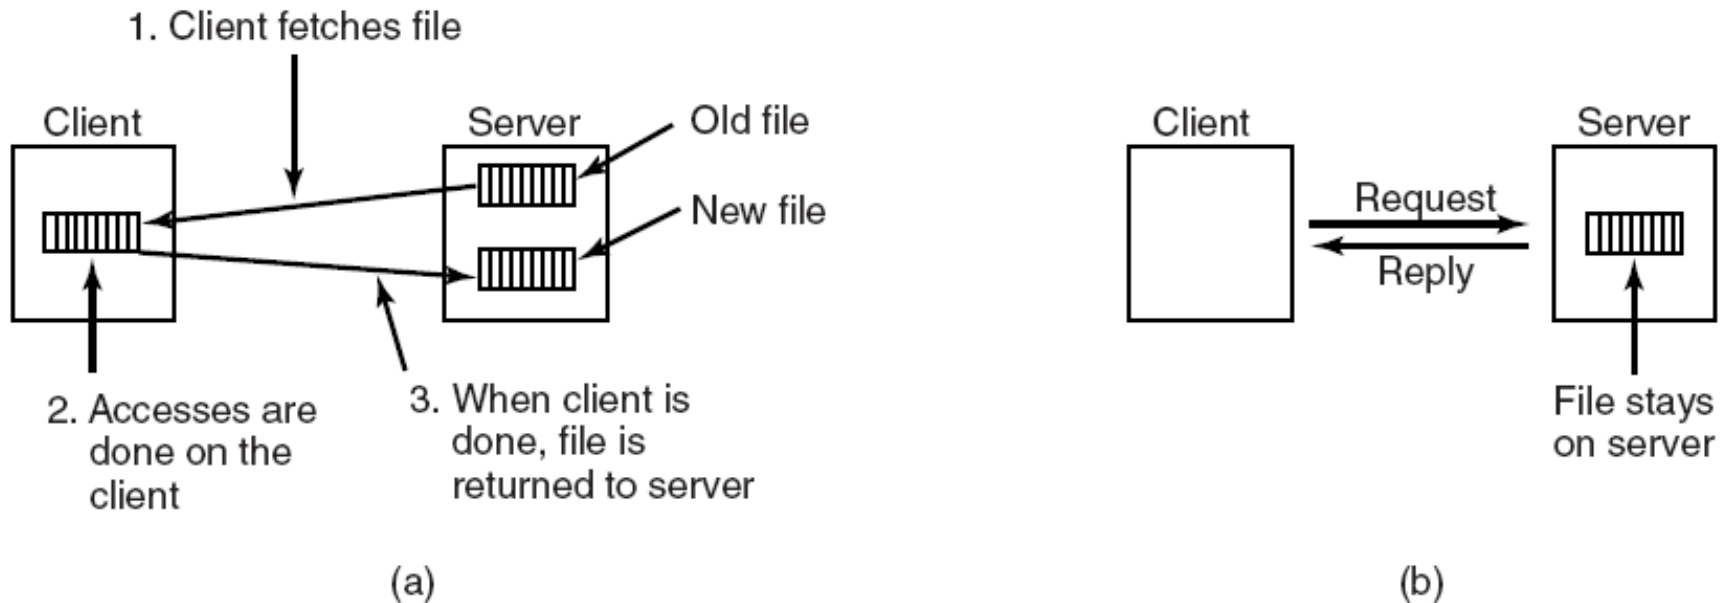 1. Client fetches file
Client
Server
Old file
New file
2. Accesses are
done on the
client
3. When client is
done, file is
returned to server
(a)
Client
Server
Request
Reply
File stays
on server
(b)